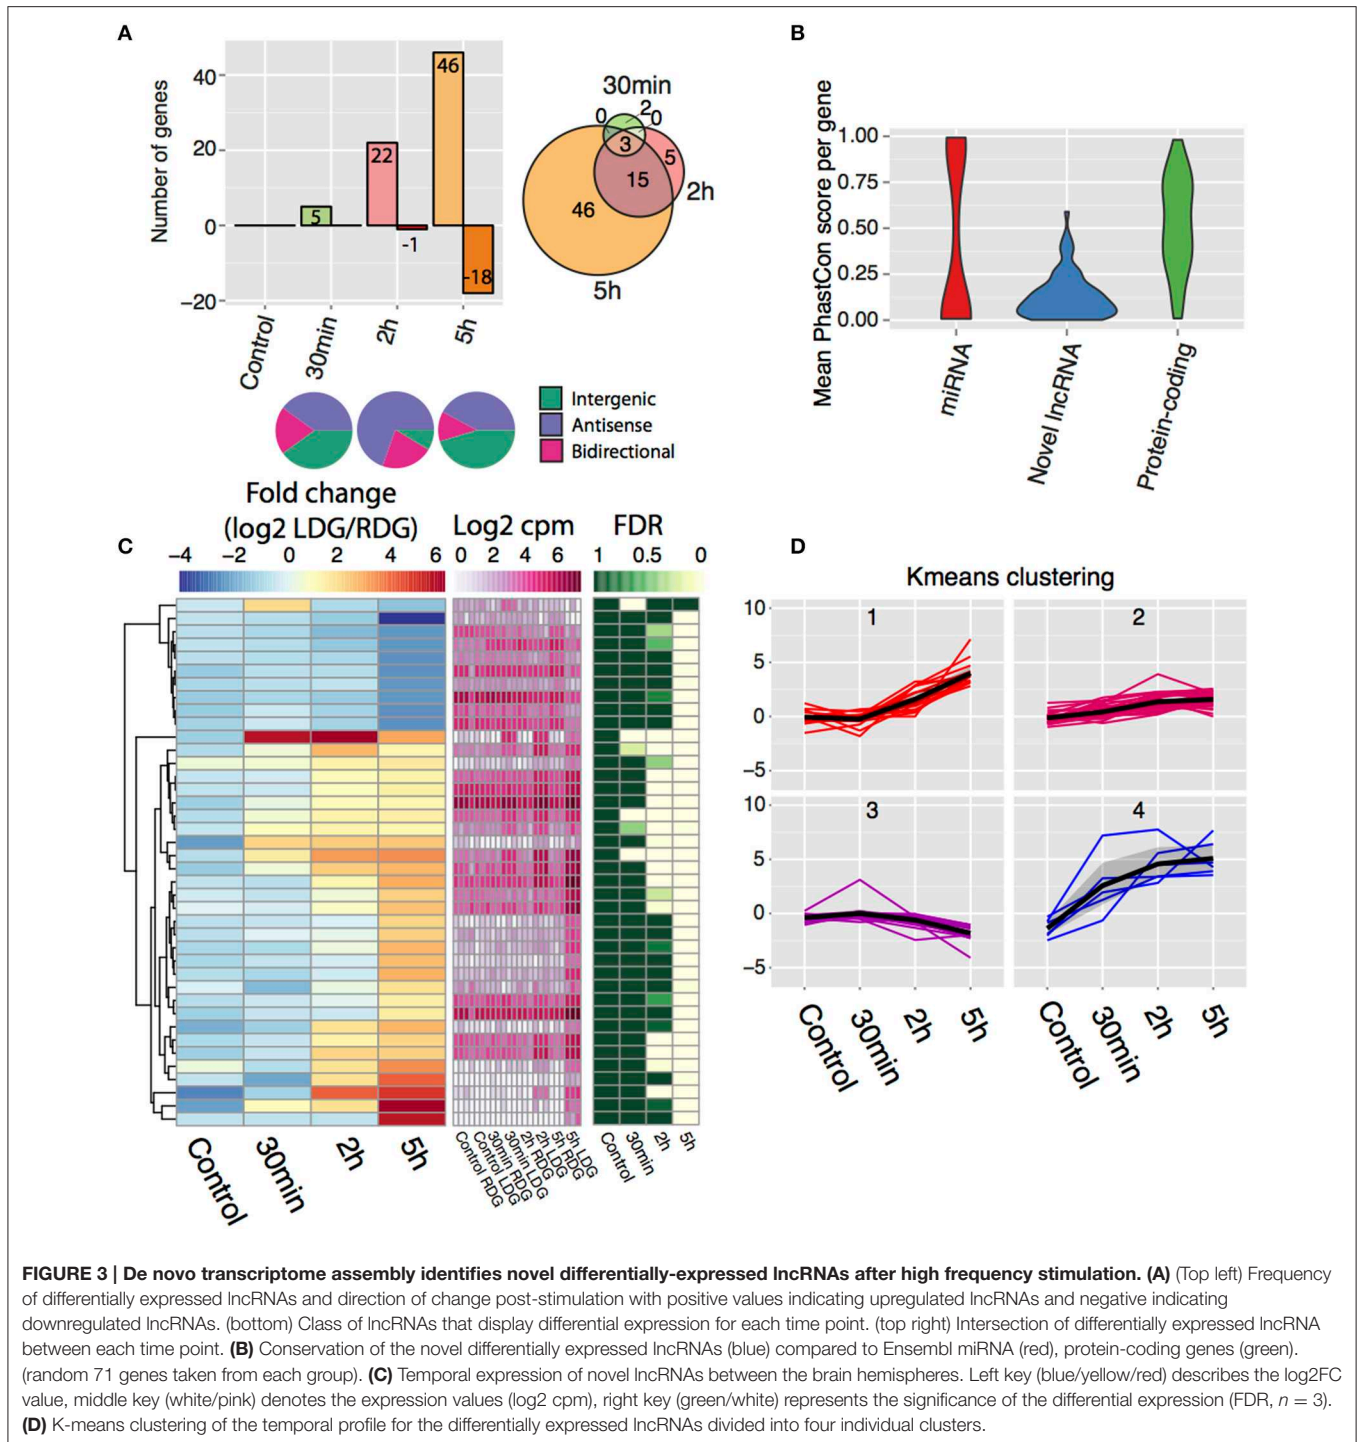 A
Number of genes
40
20
0
−20
46
22
5
-1
-18
Control
30min
2h
5h
30min
0
2
0
3
5
15
2h
46
5h
Intergenic
Antisense
Bidirectional
B
Mean PhastCon score per gene
1.00
0.75
0.50
0.25
0.00
miRNA
Novel lncRNA
Protein-coding
C
Fold change
(log2 LDG/RDG)
−4 −2 0 2 4 6
Log2 cpm
0 2 4 6
FDR
1 0.5 0
Control
30min
2h
5h
Control RDG
Control LDG
30min RDG
30min LDG
2h RDG
2h LDG
5h RDG
5h LDG
Control
30min
2h
5h
D
Kmeans clustering
1
2
10
5
0
−5
3
4
10
5
0
−5
Control
30min
2h
5h
Control
30min
2h
5h
FIGURE 3 | De novo transcriptome assembly identifies novel differentially-expressed lncRNAs after high frequency stimulation. (A) (Top left) Frequency
of differentially expressed lncRNAs and direction of change post-stimulation with positive values indicating upregulated lncRNAs and negative indicating
downregulated lncRNAs. (bottom) Class of lncRNAs that display differential expression for each time point. (top right) Intersection of differentially expressed lncRNA
between each time point. (B) Conservation of the novel differentially expressed lncRNAs (blue) compared to Ensembl miRNA (red), protein-coding genes (green).
(random 71 genes taken from each group). (C) Temporal expression of novel lncRNAs between the brain hemispheres. Left key (blue/yellow/red) describes the log2FC
value, middle key (white/pink) denotes the expression values (log2 cpm), right key (green/white) represents the significance of the differential expression (FDR, n = 3).
(D) K-means clustering of the temporal profile for the differentially expressed lncRNAs divided into four individual clusters.